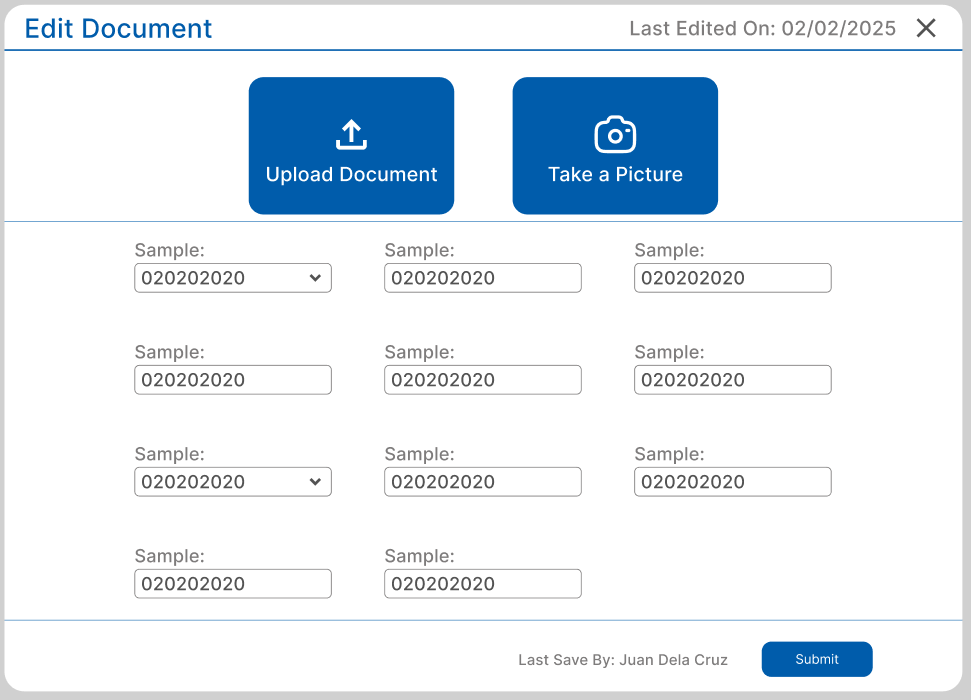 Edit Document
Last Edited On: 02/02/2025
Upload Document
Take a Picture
Sample: Sample: Sample:
020202020 020202020 020202020
Sample: Sample: Sample:
020202020 020202020 020202020
Sample: Sample: Sample:
020202020 020202020 020202020
Sample: Sample:
020202020 020202020
Last Save By: Juan Dela Cruz
Submit